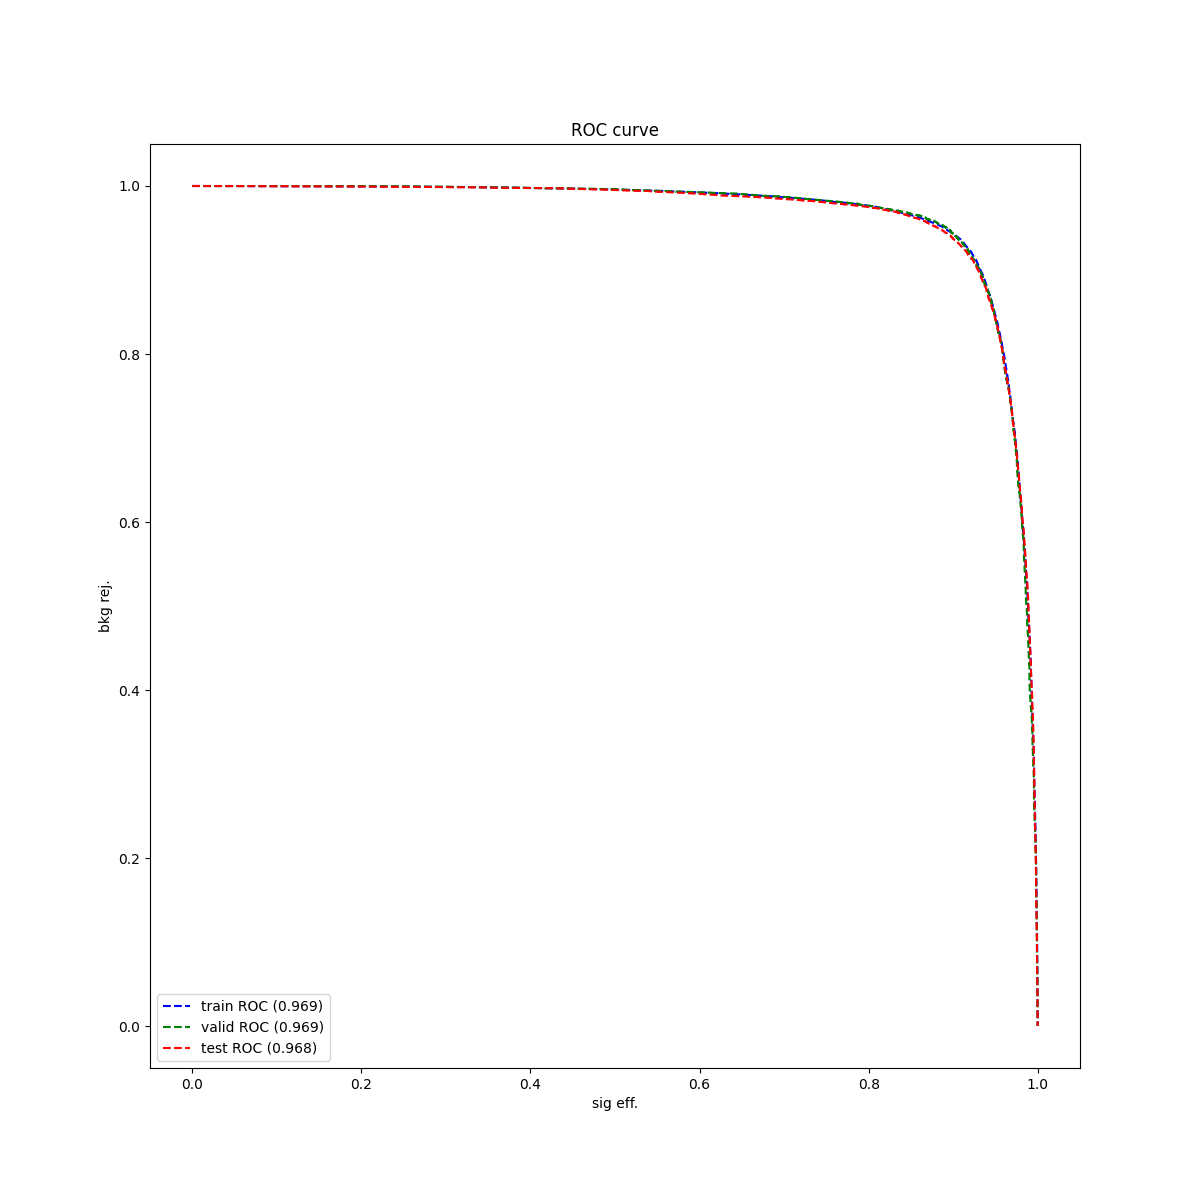 ROC curve
bkg rej.
1.0
0.8
0.6
0.4
0.2
0.0
train ROC (0.969)
valid ROC (0.969)
test ROC (0.968)
0.0 0.2 0.4 0.6 0.8 1.0
sig eff.